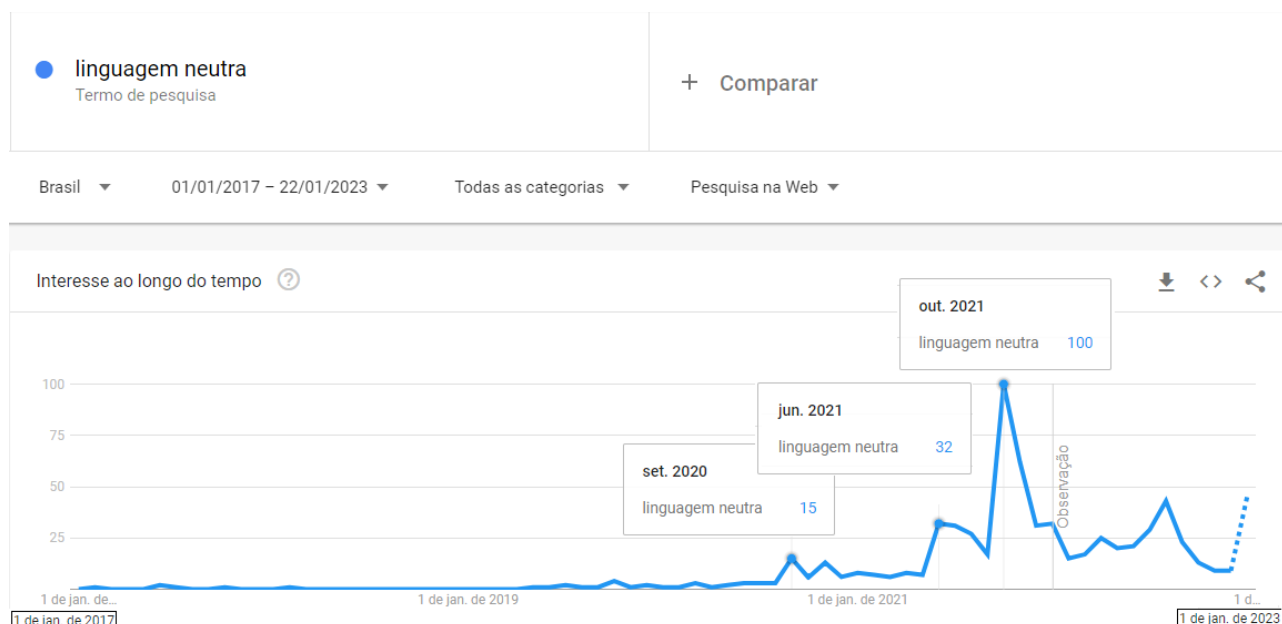 linguagem neutra
Termo de pesquisa
+ Comparar
Brasil 01/01/2017 – 22/01/2023 Todas as categorias Pesquisa na Web
Interesse ao longo do tempo ?
out. 2021
linguagem neutra 100
jun. 2021
linguagem neutra 32
set. 2020
linguagem neutra 15
100
75
50
25
Observação
1 de jan. de... 1 de jan. de 2019 1 de jan. de 2021 1 d...
1 de jan. de 2017 1 de jan. de 2023